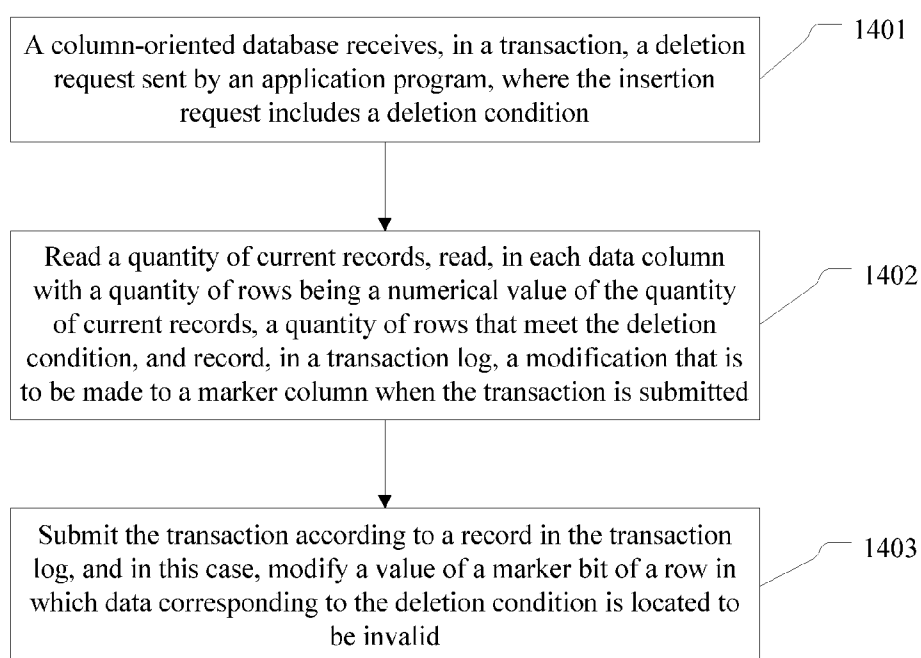 A column-oriented database receives, in a transaction, a deletion
request sent by an application program, where the insertion
request includes a deletion condition
1401
Read a quantity of current records, read, in each data column
with a quantity of rows being a numerical value of the quantity
of current records, a quantity of rows that meet the deletion
condition, and record, in a transaction log, a modification that is
to be made to a marker column when the transaction is submitted
1402
Submit the transaction according to a record in the transaction
log, and in this case, modify a value of a marker bit of a row in
which data corresponding to the deletion condition is located to
be invalid
1403